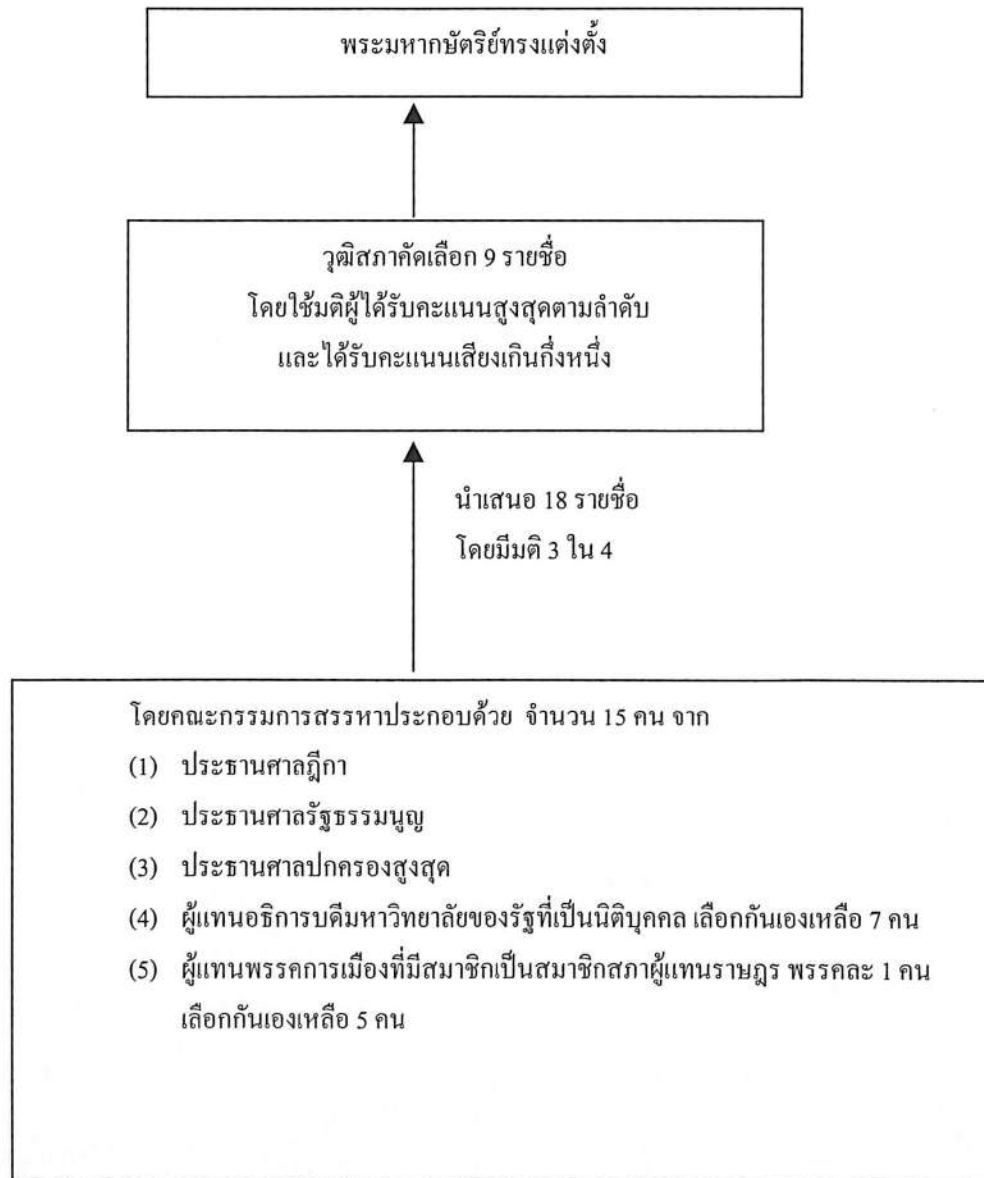 พระมหากษัตริย์ทรงแต่งตั้ง
วุฒิสภาคัดเลือก 9 รายชื่อ
โดยใช้มติผู้ได้รับคะแนนสูงสุดตามลำดับ
และได้รับคะแนนเสียงเกินกึ่งหนึ่ง
นำเสนอ 18 รายชื่อ
โดยมีมติ 3 ใน 4
โดยคณะกรรมการสรรหาประกอบด้วย จำนวน 15 คน จาก
(1) ประธานศาลฎีกา
(2) ประธานศาลรัฐธรรมนูญ
(3) ประธานศาลปกครองสูงสุด
(4) ผู้แทนอธิการบดีมหาวิทยาลัยของรัฐที่เป็นนิติบุคคล เลือกกันเองเหลือ 7 คน
(5) ผู้แทนพรรคการเมืองที่มีสมาชิกเป็นสมาชิกสภาผู้แทนราษฎร พรรคละ 1 คน
เลือกกันเองเหลือ 5 คน